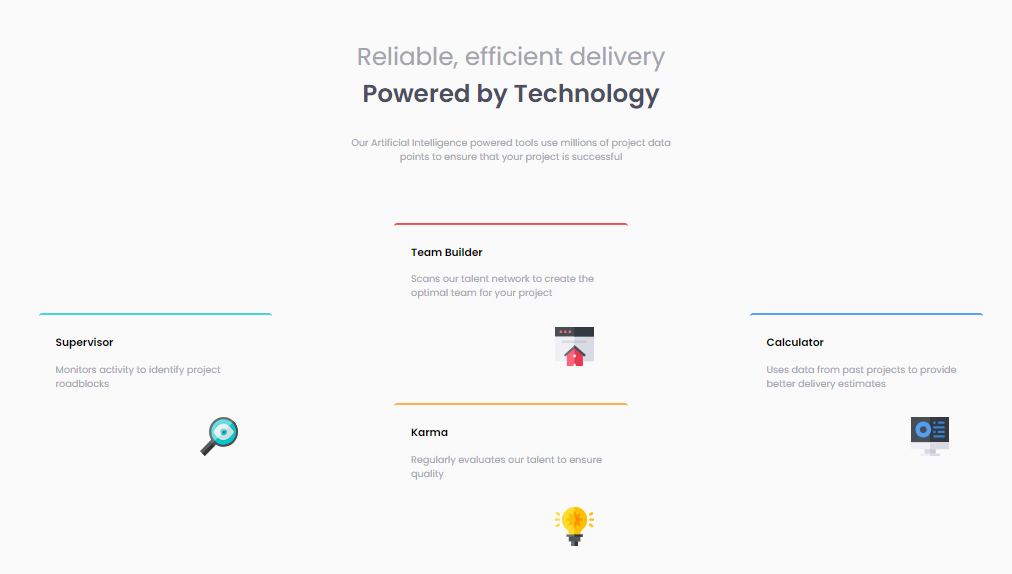 Reliable, efficient delivery
Powered by Technology
Our Artificial Intelligence powered tools use millions of project data
points to ensure that your project is successful
Supervisor
Monitors activity to identify project
roadblocks
Team Builder
Scans our talent network to create the
optimal team for your project
Karma
Regularly evaluates our talent to ensure
quality
Calculator
Uses data from past projects to provide
better delivery estimates